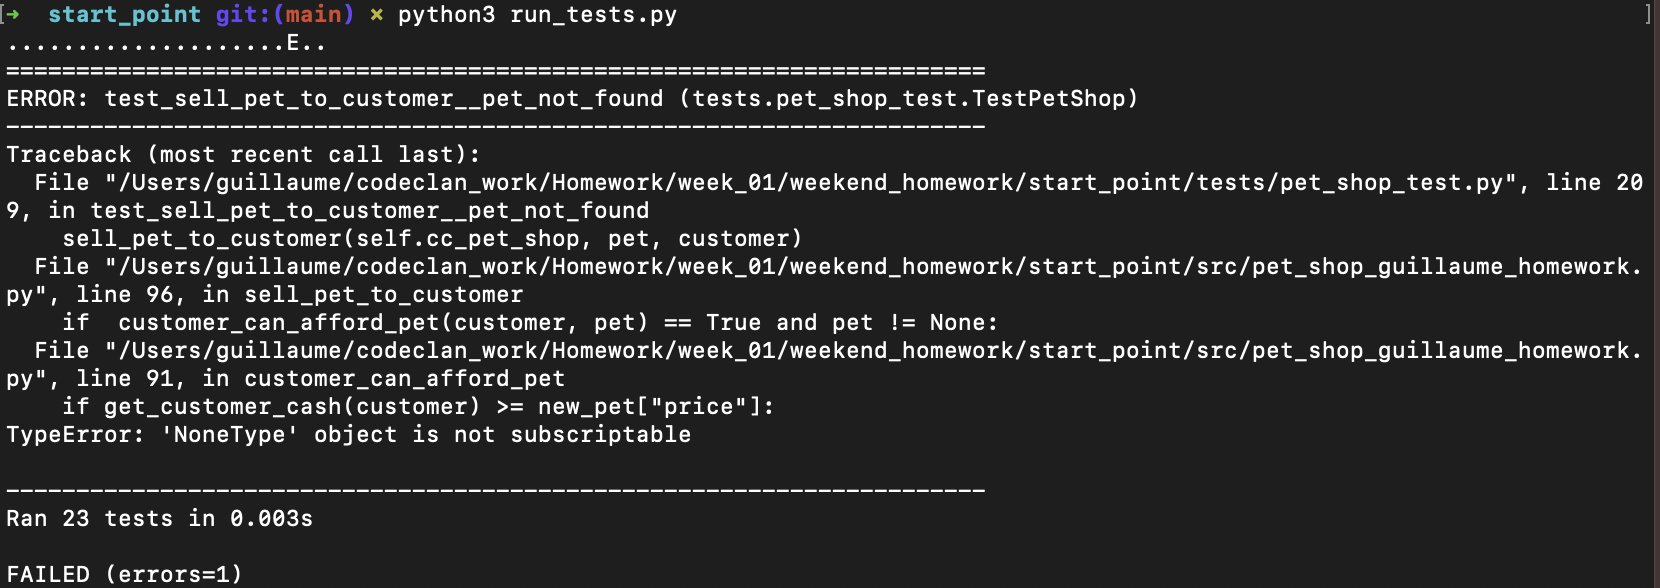 [➜  start_point git:(main) ✗ python3 run_tests.py ]
....................E..
======================================================================
ERROR: test_sell_pet_to_customer__pet_not_found (tests.pet_shop_test.TestPetShop)
----------------------------------------------------------------------
Traceback (most recent call last):
  File "/Users/guillaume/codeclan_work/Homework/week_01/weekend_homework/start_point/tests/pet_shop_test.py", line 20
9, in test_sell_pet_to_customer__pet_not_found
    sell_pet_to_customer(self.cc_pet_shop, pet, customer)
  File "/Users/guillaume/codeclan_work/Homework/week_01/weekend_homework/start_point/src/pet_shop_guillaume_homework.
py", line 96, in sell_pet_to_customer
    if  customer_can_afford_pet(customer, pet) == True and pet != None:
  File "/Users/guillaume/codeclan_work/Homework/week_01/weekend_homework/start_point/src/pet_shop_guillaume_homework.
py", line 91, in customer_can_afford_pet
    if get_customer_cash(customer) >= new_pet["price"]:
TypeError: 'NoneType' object is not subscriptable

----------------------------------------------------------------------
Ran 23 tests in 0.003s

FAILED (errors=1)